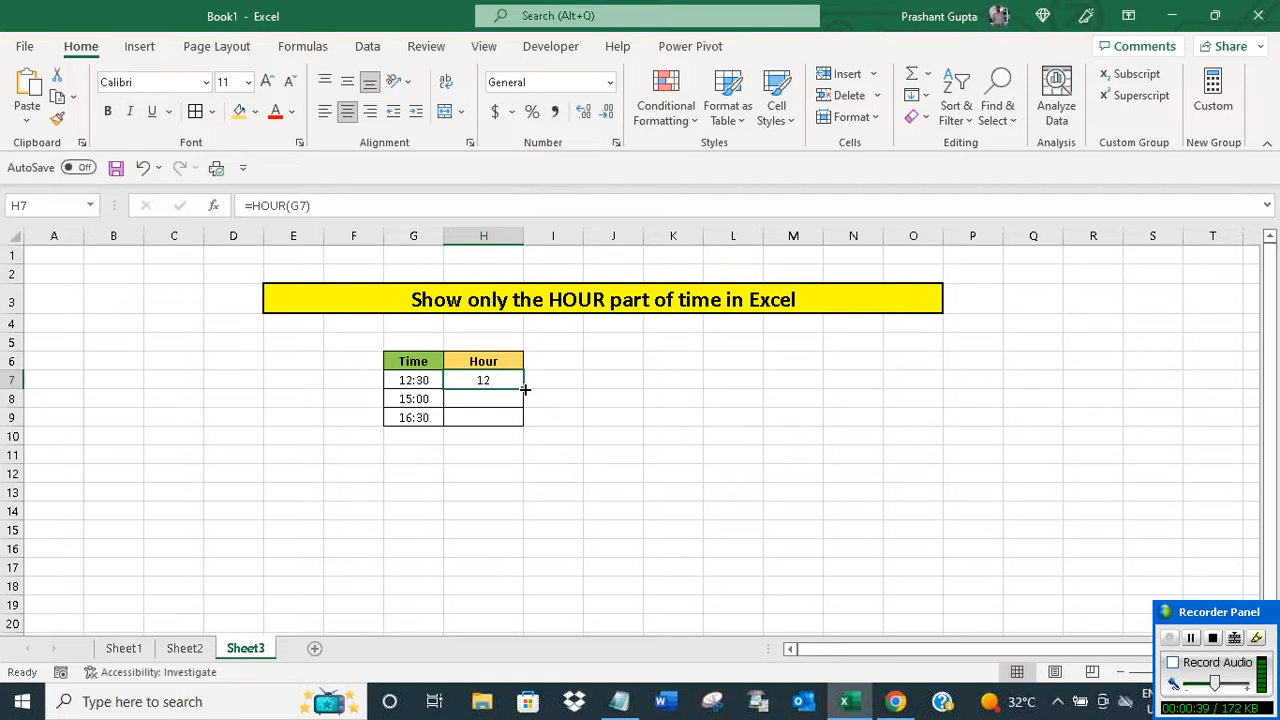 Book1 - Excel
Search (Alt+Q)
Prashant Gupta
File Home Insert Page Layout Formulas Data Review View Developer Help Power Pivot
Comments Share
Paste
Calibri 11
General
Conditional Formatting
Format as Table
Cell Styles
Insert
Delete
Format
Sort & Filter
Find & Select
Analyze Data
Subscript
Superscript
Custom
Clipboard Font Alignment Number Styles Cells Editing Analysis Custom Group New Group
AutoSave Off
H7 fx =HOUR(G7)
A B C D E F G H I J K L M N O P Q R S T
1
2
3 Show only the HOUR part of time in Excel
4
5
6 Time Hour
7 12:30 12
8 15:00
9 16:30
10
11
12
13
14
15
16
17
18
19
20
Recorder Panel
Record Audio
00:00:39 / 172 KB
Sheet1 Sheet2 Sheet3
Ready Accessibility: Investigate
Type here to search
32°C